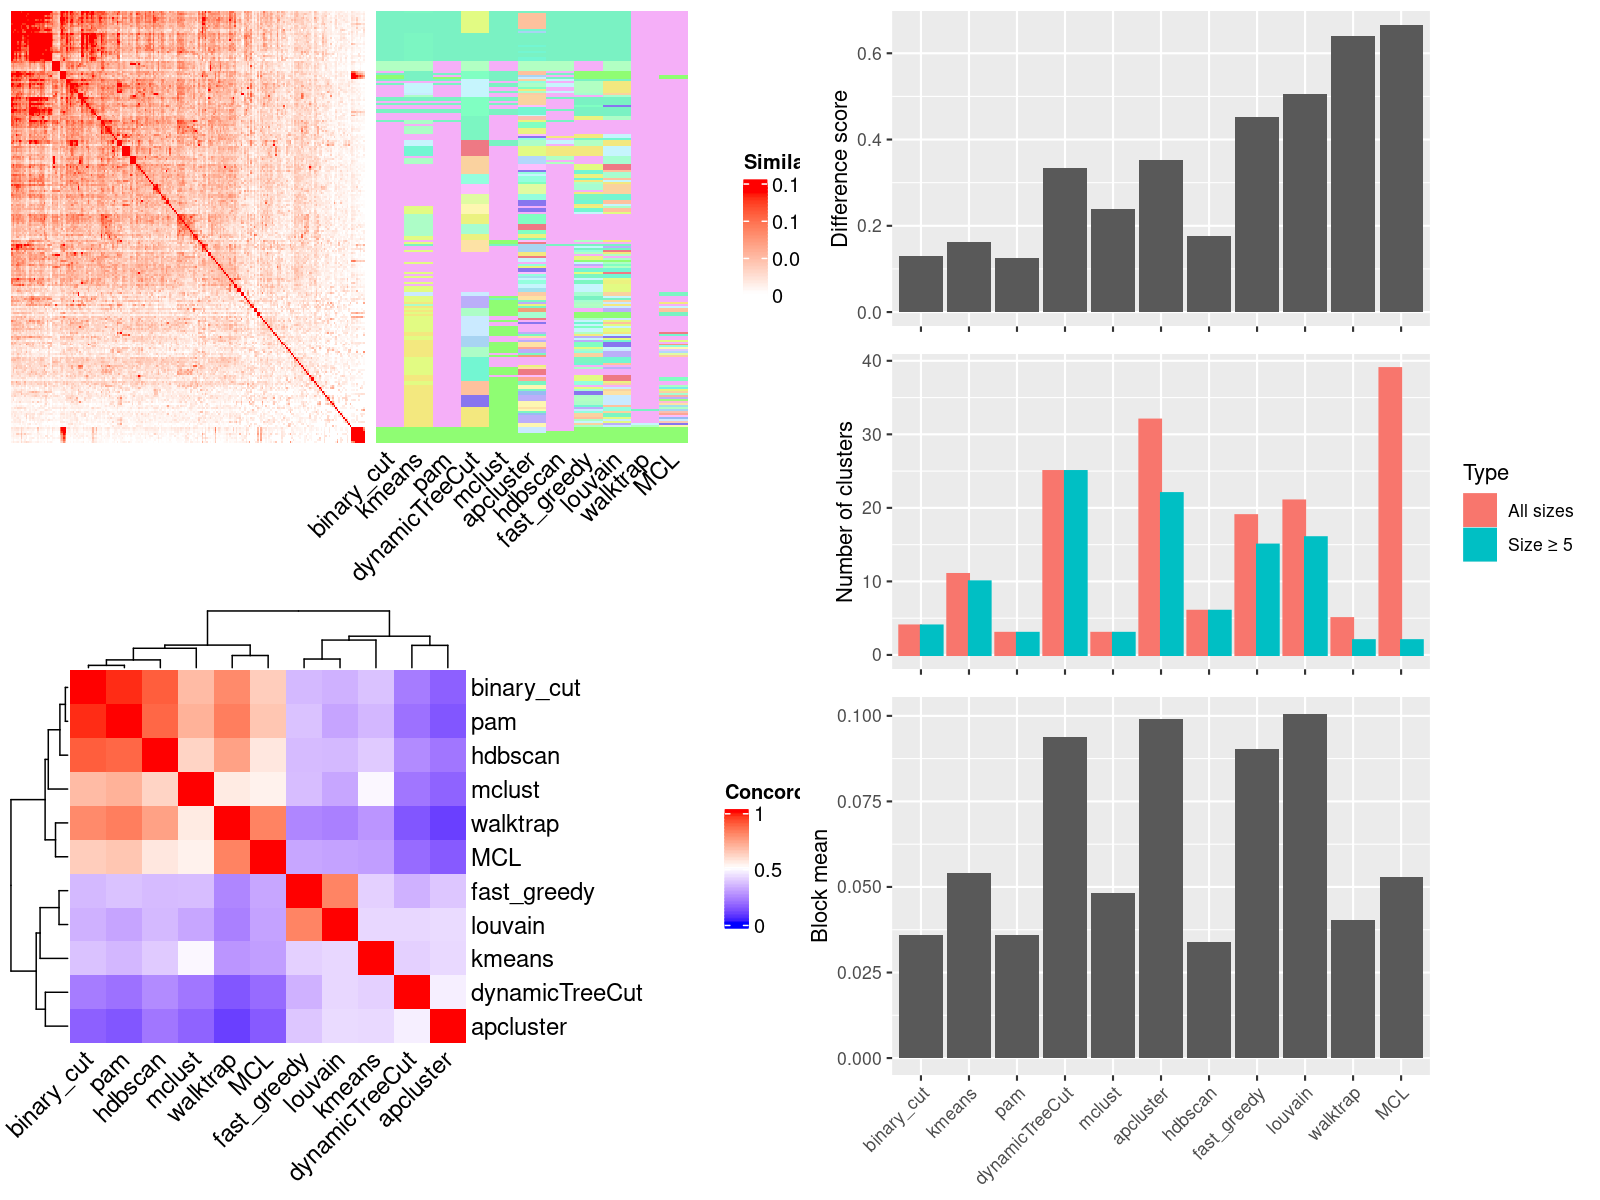 Simila
0.1
0.1
0.0
0
binary_cut
kmeans
pam
dynamicTreeCut
mclust
apcluster
hdbscan
fast_greedy
louvain
walktrap
MCL
binary_cut
pam
hdbscan
mclust
walktrap
MCL
fast_greedy
louvain
kmeans
dynamicTreeCut
apcluster
Concord
1
0.5
0
binary_cut
pam
hdbscan
mclust
walktrap
MCL
fast_greedy
louvain
kmeans
dynamicTreeCut
apcluster
Difference score
0.6
0.4
0.2
0.0
Number of clusters
40
30
20
10
0
Type
All sizes
Size ≥ 5
Block mean
0.100
0.075
0.050
0.025
0.000
binary_cut
kmeans
pam
dynamicTreeCut
mclust
apcluster
hdbscan
fast_greedy
louvain
walktrap
MCL